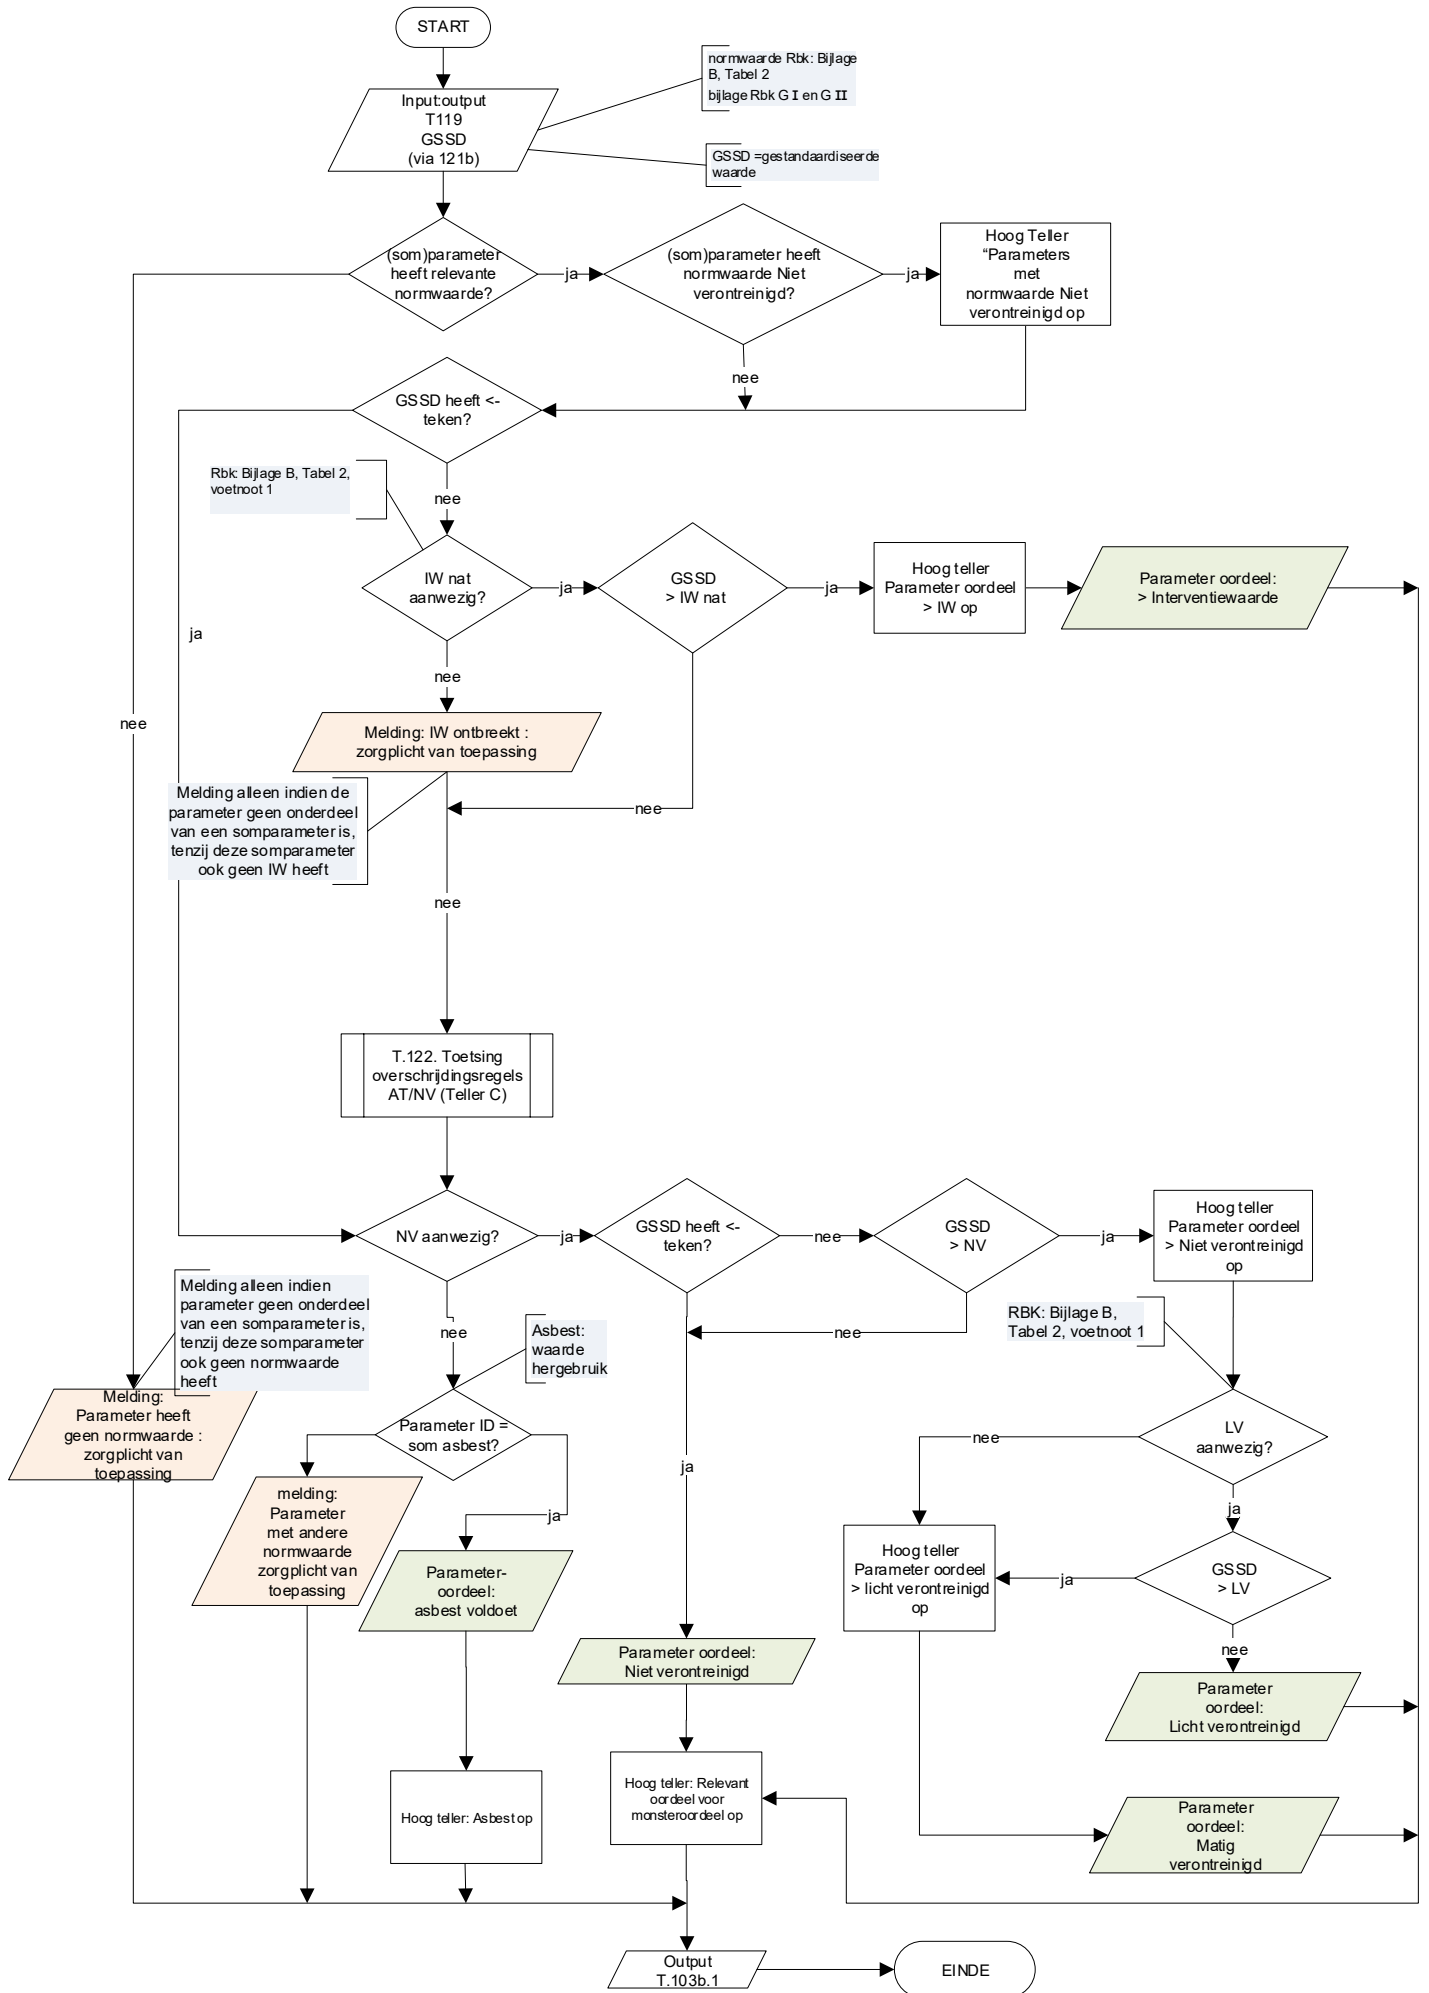 START
normwaarde Rbk: Bijlage
B, Tabel 2
bijlage Rbk G I en G II
Input:output
T119
GSSD
(via 121b)
GSSD =gestandaardiseerde
waarde
(som)parameter
heeft relevante
normwaarde?
ja
(som)parameter heeft
normwaarde Niet
verontreinigd?
ja
Hoog Teller
“Parameters
met
normwaarde Niet
verontreinigd op
nee
GSSD heeft <-
teken?
Rbk: Bijlage B, Tabel 2,
voetnoot 1
nee
IW nat
aanwezig?
ja
GSSD
> IW nat
ja
Hoog teller
Parameter oordeel
> IW op
Parameter oordeel:
> Interventiewaarde
ja
nee
nee
Melding: IW ontbreekt :
zorgplicht van toepassing
Melding alleen indien de
parameter geen onderdeel
van een somparameter is,
tenzij deze somparameter
ook geen IW heeft
nee
nee
T.122. Toetsing
overschrijdingsregels
AT/NV (Teller C)
NV aanwezig?
ja
GSSD heeft <-
teken?
nee
GSSD
> NV
ja
Hoog teller
Parameter oordeel
> Niet verontreinigd
op
Melding alleen indien
parameter geen onderdeel
van een somparameter is,
tenzij deze somparameter
ook geen normwaarde
heeft
nee
Asbest:
waarde
hergebruik
nee
RBK: Bijlage B,
Tabel 2, voetnoot 1
Melding:
Parameter heeft
geen normwaarde :
zorgplicht van
toepassing
Parameter ID =
som asbest?
ja
nee
LV
aanwezig?
melding:
Parameter
met andere
normwaarde
zorgplicht van
toepassing
ja
ja
Parameter-
oordeel:
asbest voldoet
Hoog teller
Parameter oordeel
> licht verontreinigd
op
ja
GSSD
> LV
nee
Parameter oordeel:
Niet verontreinigd
Parameter
oordeel:
Licht verontreinigd
Hoog teller: Asbest op
Hoog teller: Relevant
oordeel voor
monsteroordeel op
Parameter
oordeel:
Matig
verontreinigd
Output
T.103b.1
EINDE